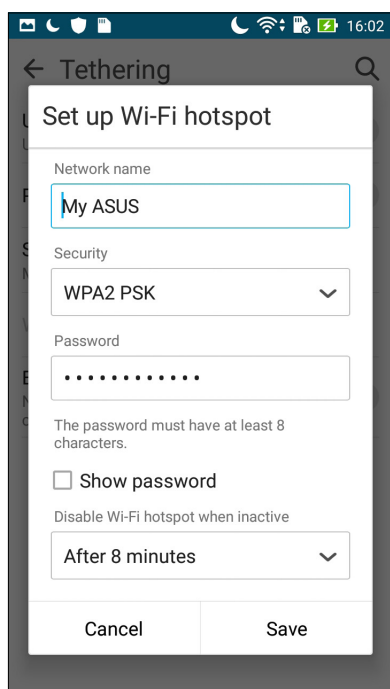 16:02
Tethering
Set up Wi-Fi hotspot
Network name
My ASUS
Security
WPA2 PSK
Password
••••••••••••
The password must have at least 8
characters.
Show password
Disable Wi-Fi hotspot when inactive
After 8 minutes
Cancel
Save